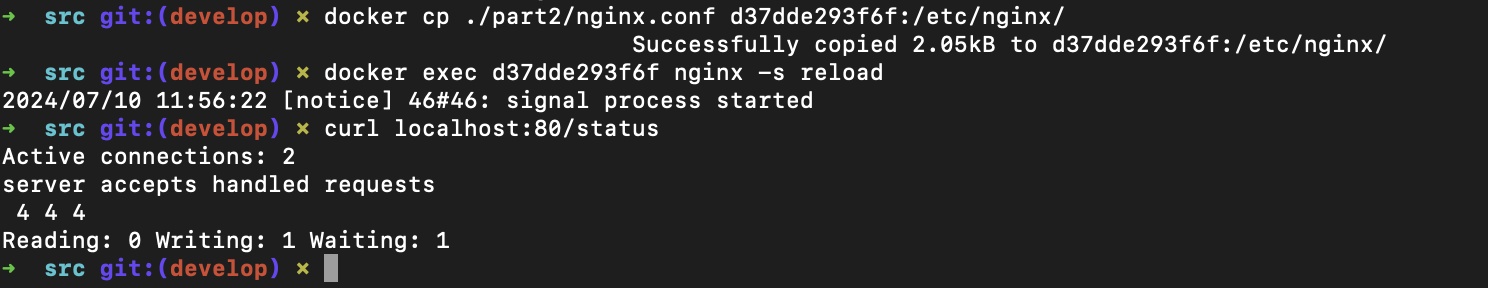 ➜  src git:(develop) ✗ docker cp ./part2/nginx.conf d37dde293f6f:/etc/nginx/
Successfully copied 2.05kB to d37dde293f6f:/etc/nginx/
➜  src git:(develop) ✗ docker exec d37dde293f6f nginx -s reload
2024/07/10 11:56:22 [notice] 46#46: signal process started
➜  src git:(develop) ✗ curl localhost:80/status
Active connections: 2
server accepts handled requests
 4 4 4
Reading: 0 Writing: 1 Waiting: 1
➜  src git:(develop) ✗